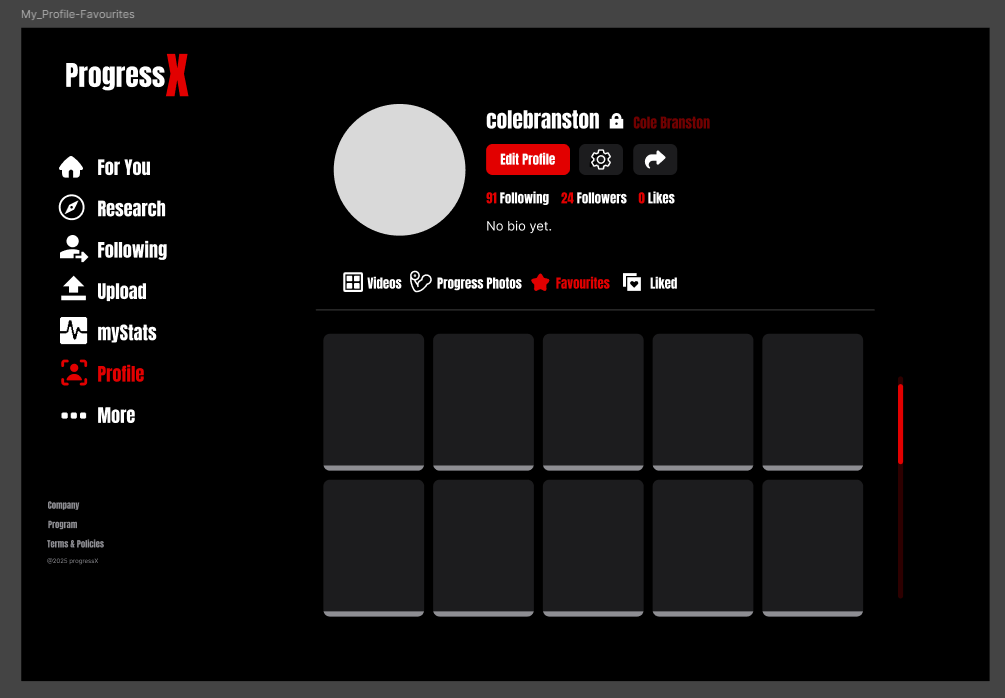 My_Profile-Favourites
ProgressX
For You
Research
Following
Upload
myStats
Profile
More
Company
Program
Terms & Policies
@2025 progressX
colebranston Cole Branston
Edit Profile
91 Following 24 Followers 0 Likes
No bio yet.
Videos Progress Photos Favourites Liked